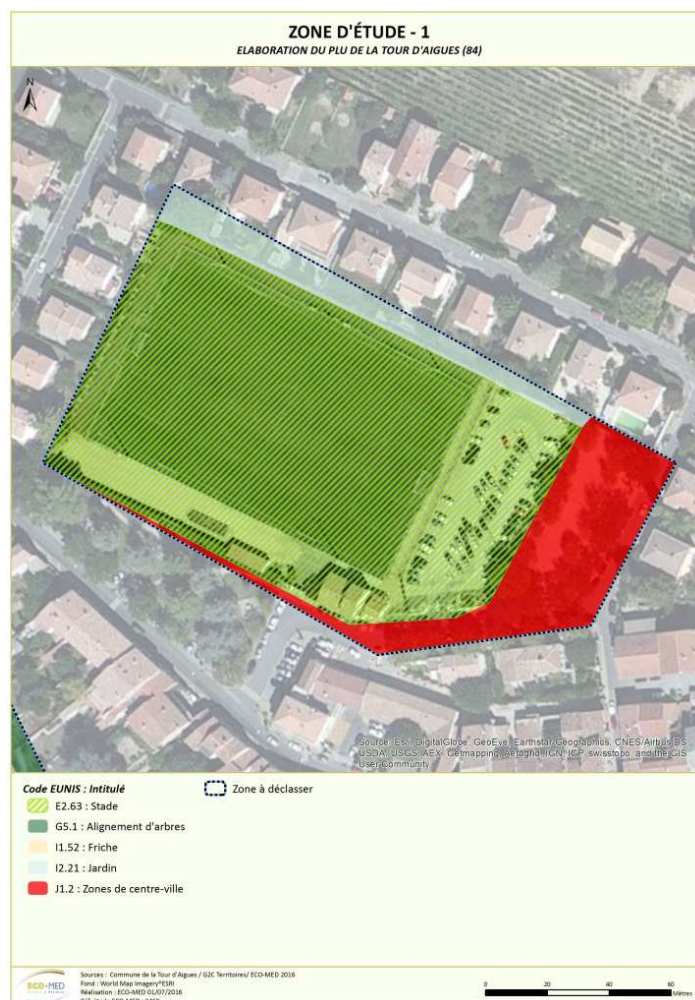 ZONE D'ÉTUDE - 1
ELABORATION DU PLU DE LA TOUR D'AIGUES (84)
N
Source: Esri, DigitalGlobe, GeoEye, Earthstar Geographics, CNES/Airbus DS,
USDA, USGS, AEX, Getmapping, Aerogrid, IGN, IGP, swisstopo, and the GIS
User Community
Code EUNIS : Intitulé
Zone à déclasser
E2.63 : Stade
G5.1 : Alignement d'arbres
I1.52 : Friche
I2.21 : Jardin
J1.2 : Zones de centre-ville
ECO-MED
Sources : Commune de la Tour d'Aigues / G2C Territoires/ ECO-MED 2016
Fond : World Map Imagery°ESRI
Réalisation : ECO-MED 01/07/2016
0 20 40 60
Mètres